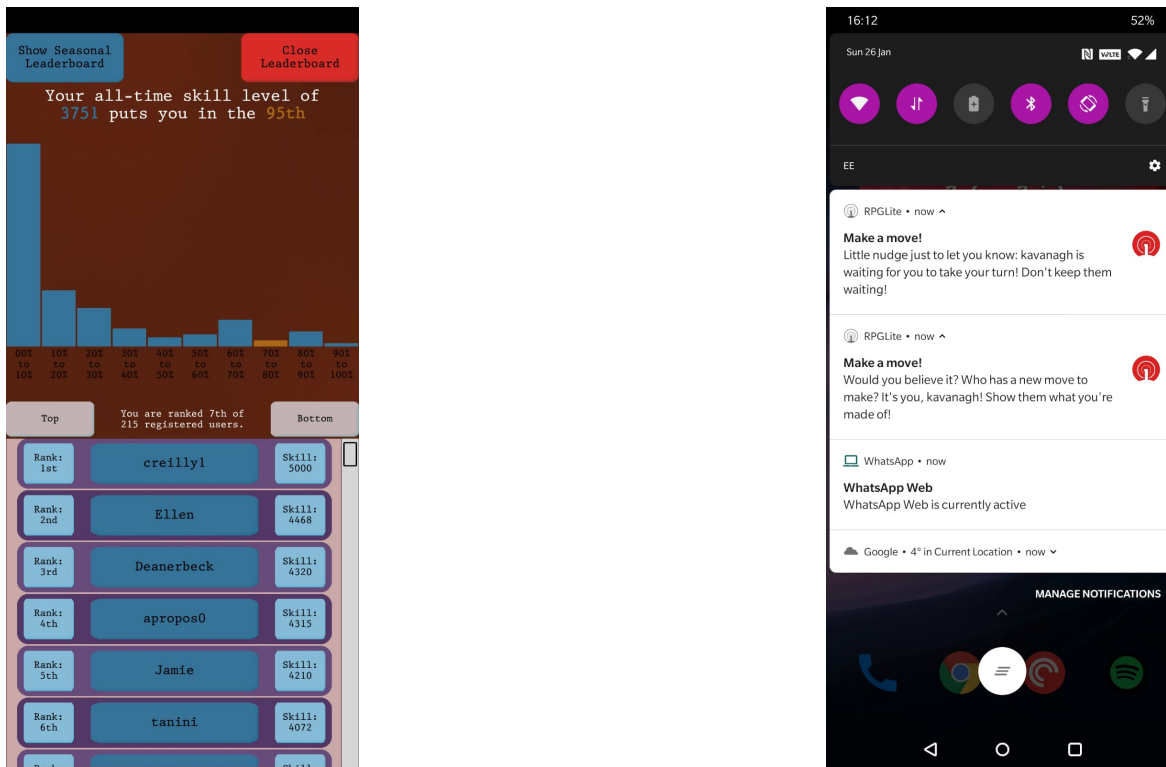 Show Seasonal
Leaderboard
Close
Leaderboard
Your all-time skill level of
3751 puts you in the 95th
00% to 10%
10% to 20%
20% to 30%
30% to 40%
40% to 50%
50% to 60%
60% to 70%
70% to 80%
80% to 90%
90% to 100%
Top
You are ranked 7th of
215 registered users.
Bottom
Rank:
1st
creilly1
Skill:
5000
Rank:
2nd
Ellen
Skill:
4468
Rank:
3rd
Deanerbeck
Skill:
4320
Rank:
4th
apropos0
Skill:
4315
Rank:
5th
Jamie
Skill:
4210
Rank:
6th
tanini
Skill:
4072
16:12 52%
Sun 26 Jan VoLTE
EE
RPGLite • now
Make a move!
Little nudge just to let you know: kavanagh is
waiting for you to take your turn! Don't keep them
waiting!
RPGLite • now
Make a move!
Would you believe it? Who has a new move to
make? It's you, kavanagh! Show them what you're
made of!
WhatsApp • now
WhatsApp Web
WhatsApp Web is currently active
Google • 4° in Current Location • now
MANAGE NOTIFICATIONS